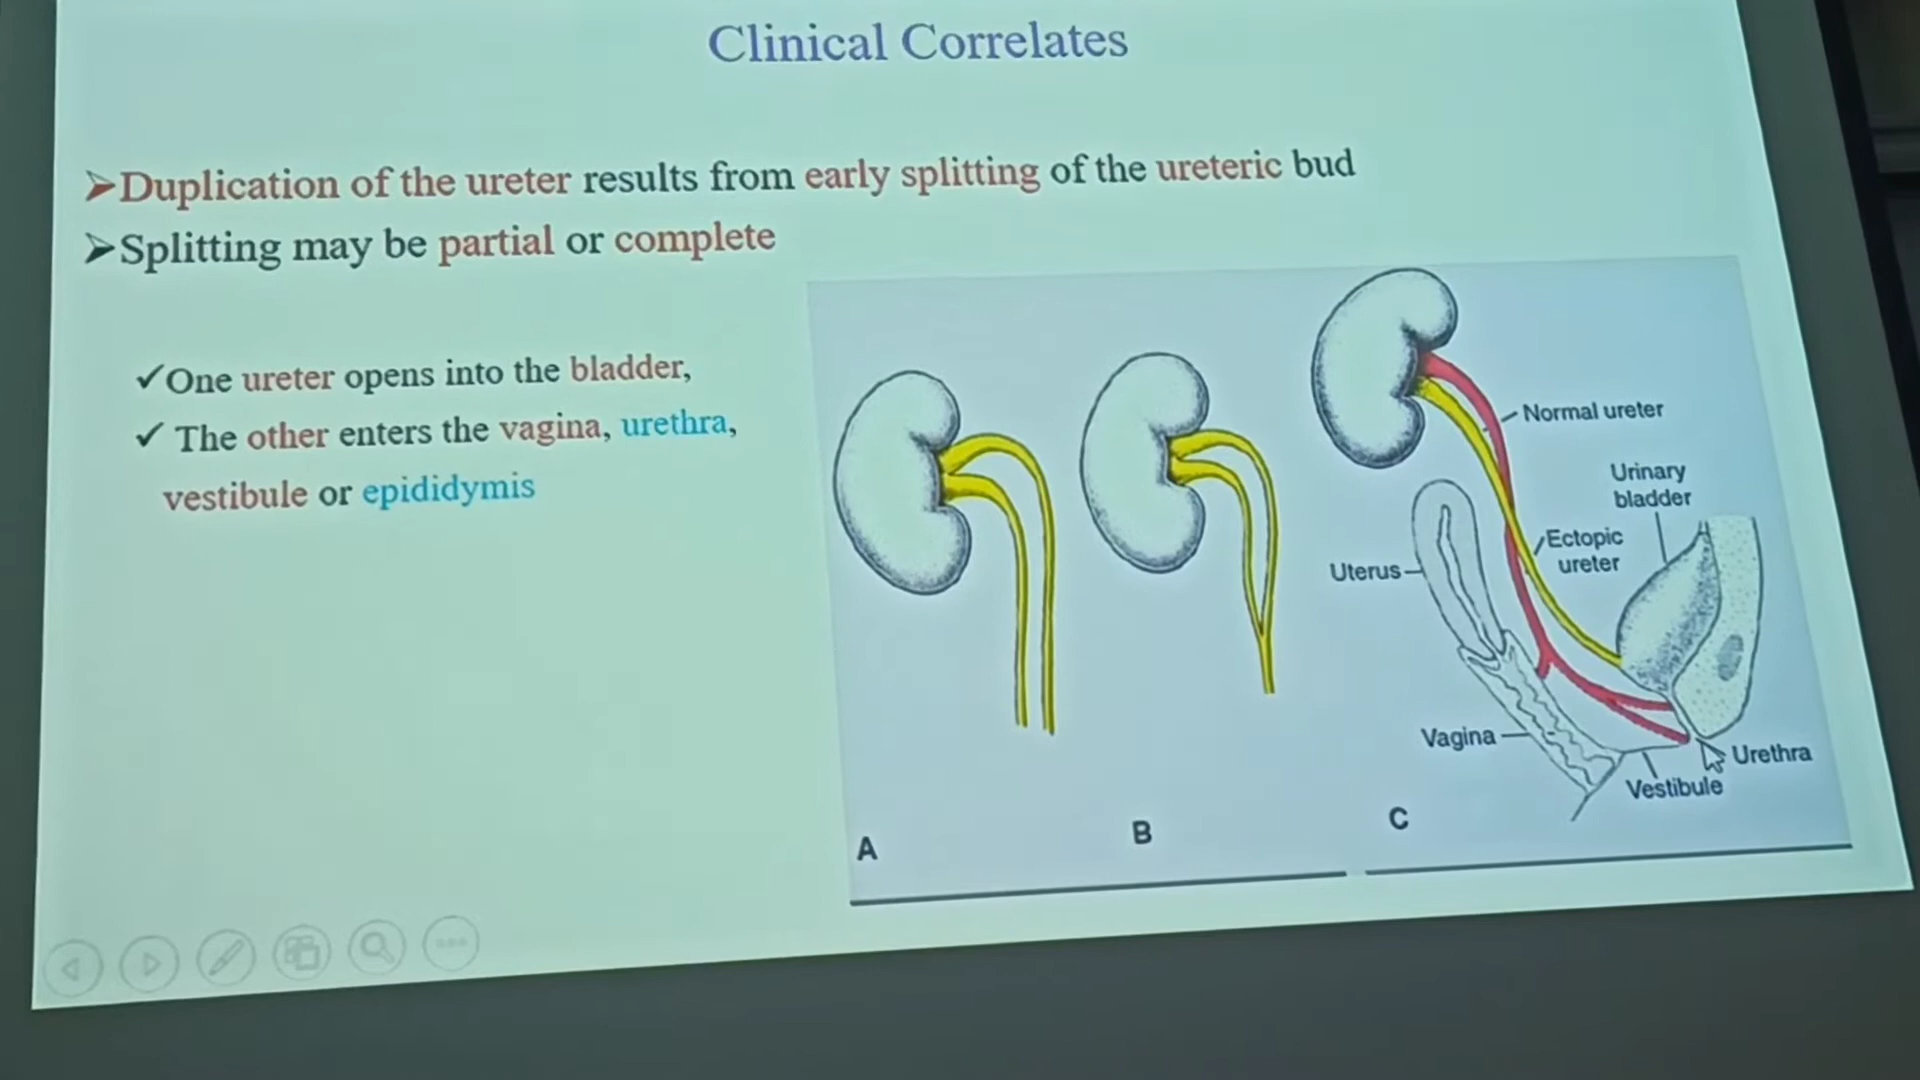 Clinical Correlates
➢Duplication of the ureter results from early splitting of the ureteric bud
➢Splitting may be partial or complete
✓One ureter opens into the bladder,
✓ The other enters the vagina, urethra,
vestibule or epididymis
Normal ureter
Urinary
bladder
Ectopic
ureter
Uterus
Vagina
Urethra
Vestibule
A
B
C